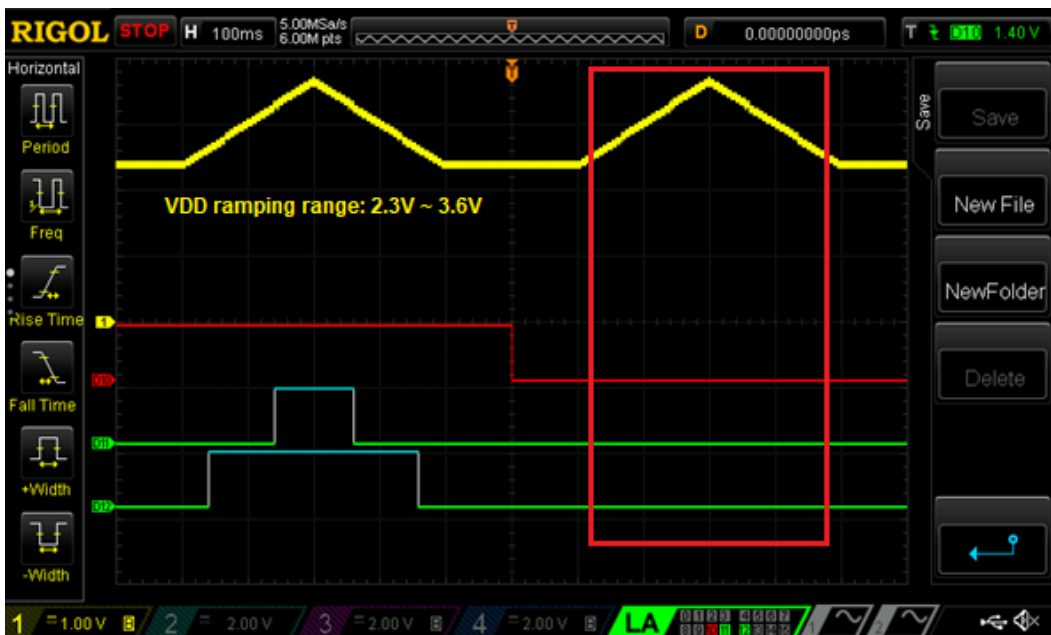 RIGOL STOP H 100ms 5.00MSa/s
6.00M pts
D 0.00000000ps T D10 1.40 V
Horizontal
Period
Freq
Rise Time
Fall Time
+Width
-Width
VDD ramping range: 2.3V ~ 3.6V
1
D10
D11
D12
Save
Save
New File
NewFolder
Delete
1 = 1.00 V B 2 = 2.00 V 3 = 2.00 V B 4 = 2.00 V B LA